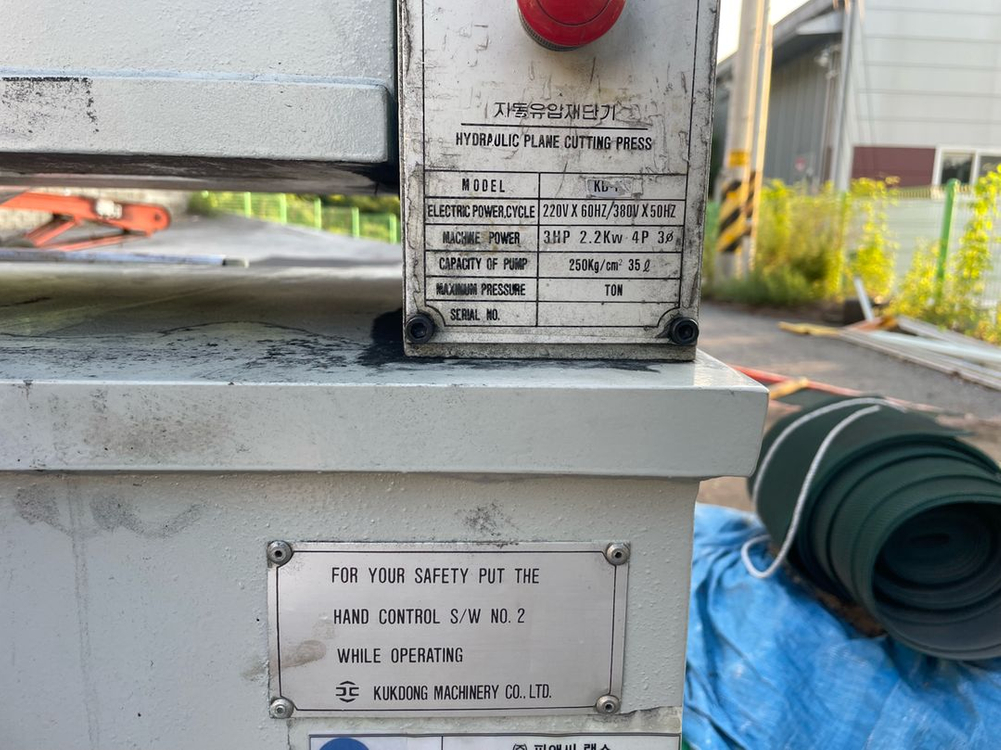 자동유압재단기
HYDRAULIC PLANE CUTTING PRESS
MODEL KD-
ELECTRIC POWER,CYCLE 220V X 60HZ/380V X 50HZ
MACHINE POWER 3HP 2.2Kw 4P 3ø
CAPACITY OF PUMP 250Kg/cm² 35ℓ
MAXIMUM PRESSURE TON
SERIAL NO.
FOR YOUR SAFETY PUT THE
HAND CONTROL S/W NO. 2
WHILE OPERATING
KUKDONG MACHINERY CO., LTD.